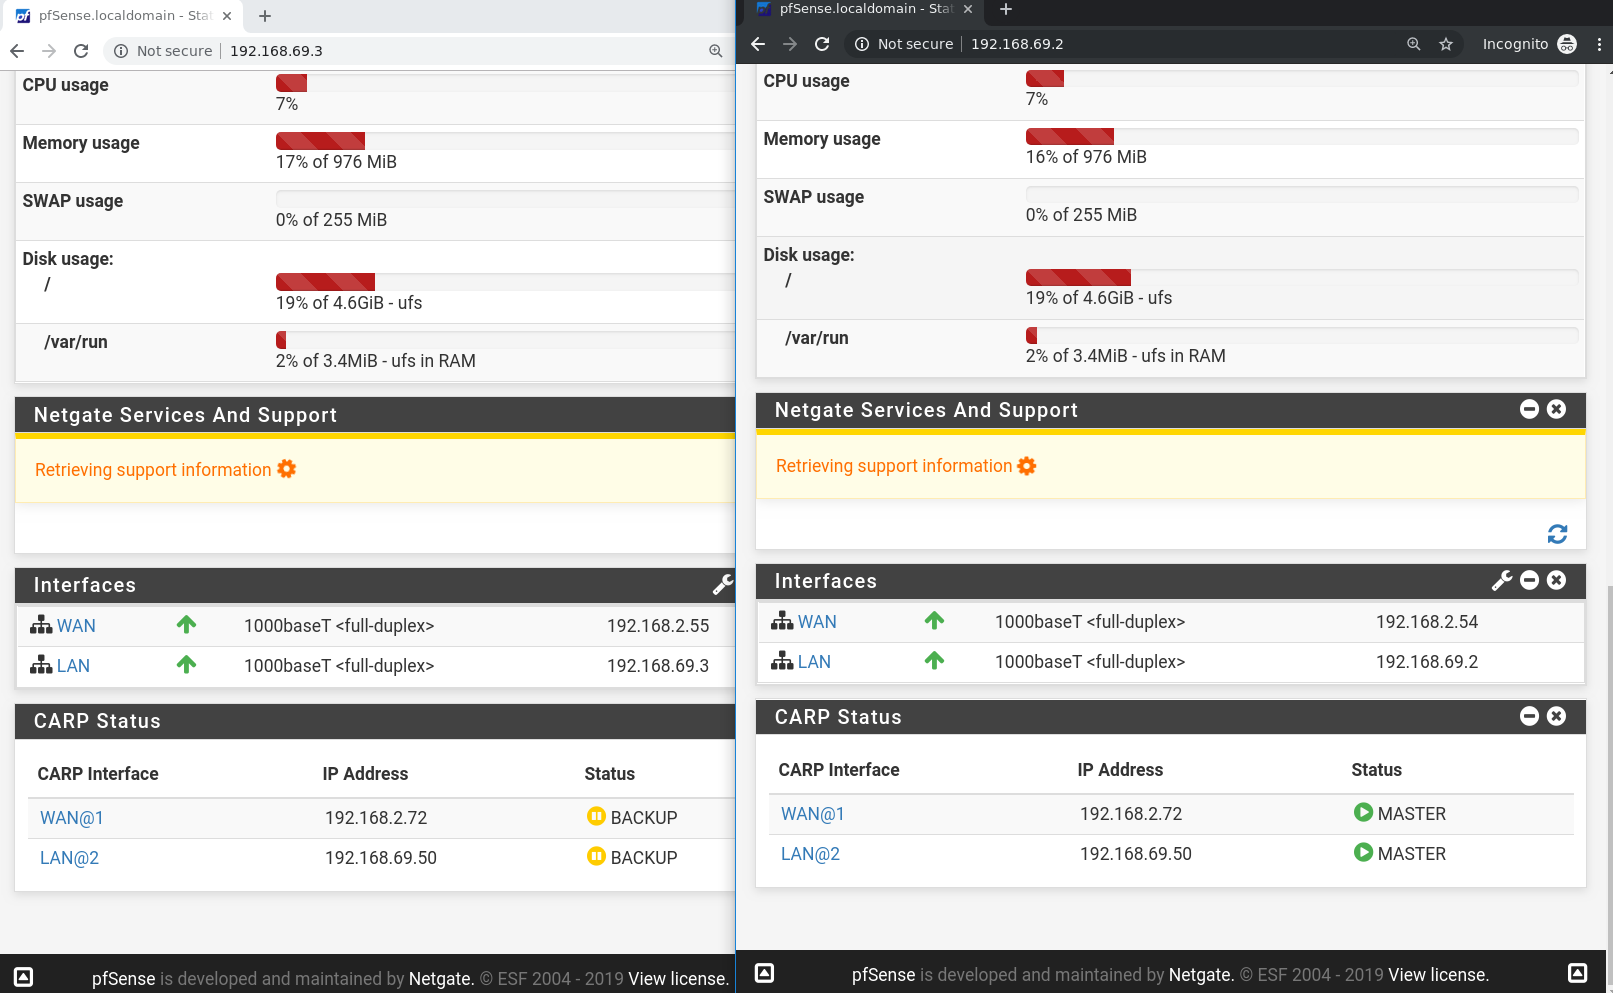 pfSense.localdomain - Stat
Not secure 192.168.69.3
CPU usage
7%
Memory usage
17% of 976 MiB
SWAP usage
0% of 255 MiB
Disk usage:
/
19% of 4.6GiB - ufs
/var/run
2% of 3.4MiB - ufs in RAM
Netgate Services And Support
Retrieving support information
Interfaces
WAN 1000baseT <full-duplex> 192.168.2.55
LAN 1000baseT <full-duplex> 192.168.69.3
CARP Status
CARP Interface IP Address Status
WAN@1 192.168.2.72 BACKUP
LAN@2 192.168.69.50 BACKUP
pfSense is developed and maintained by Netgate. © ESF 2004 - 2019 View license.
pfSense.localdomain - Stat
Not secure 192.168.69.2 Incognito
CPU usage
7%
Memory usage
16% of 976 MiB
SWAP usage
0% of 255 MiB
Disk usage:
/
19% of 4.6GiB - ufs
/var/run
2% of 3.4MiB - ufs in RAM
Netgate Services And Support
Retrieving support information
Interfaces
WAN 1000baseT <full-duplex> 192.168.2.54
LAN 1000baseT <full-duplex> 192.168.69.2
CARP Status
CARP Interface IP Address Status
WAN@1 192.168.2.72 MASTER
LAN@2 192.168.69.50 MASTER
pfSense is developed and maintained by Netgate. © ESF 2004 - 2019 View license.